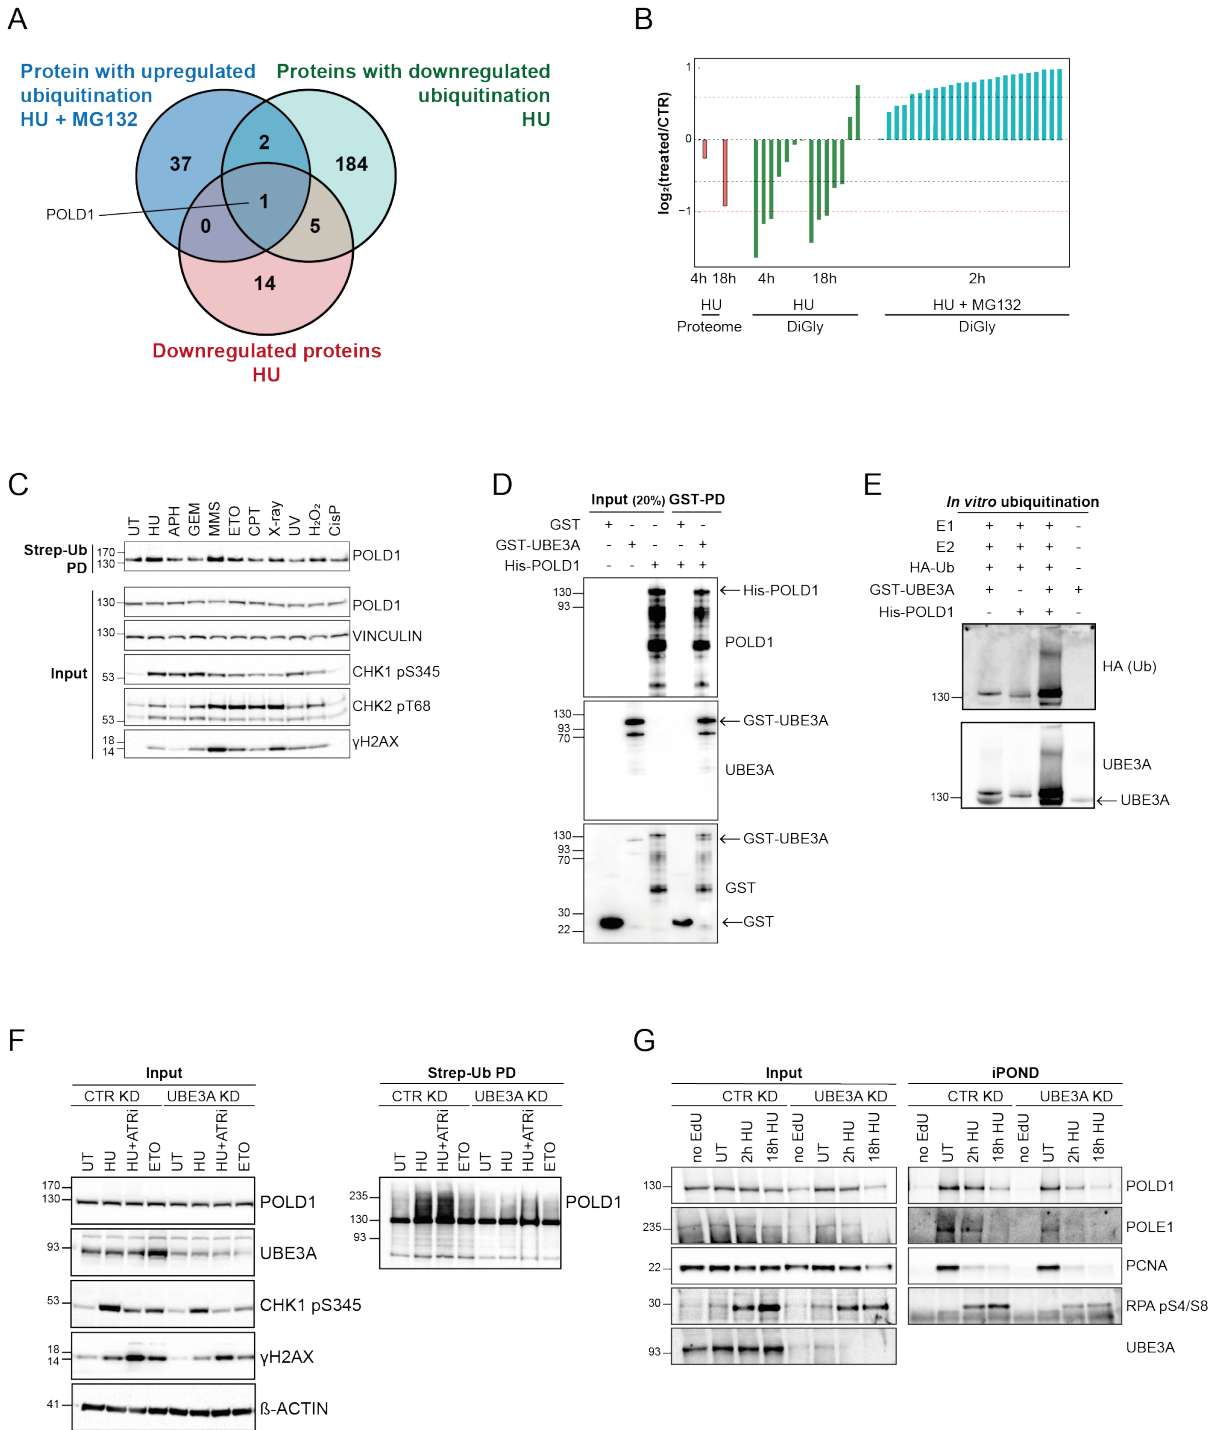 A
Protein with upregulated
ubiquitination
HU + MG132
Proteins with downregulated
ubiquitination
HU
37
2
184
1
POLD1
0
5
14
Downregulated proteins
HU
B
log₂(treated/CTR)
1
0
−1
4h 18h 4h 18h 2h
HU HU HU + MG132
Proteome DiGly DiGly
C
UT HU APH GEM MMS ETO CPT X-ray UV H₂O₂ CisP
Strep-Ub
PD
170
130
POLD1
Input
130
POLD1
130
VINCULIN
53
CHK1 pS345
53
CHK2 pT68
18
14
γH2AX
D
Input (20%) GST-PD
GST + - - + -
GST-UBE3A - + - - +
His-POLD1 - - + + +
130
93
His-POLD1
POLD1
130
93
70
GST-UBE3A
UBE3A
130
93
70
30
22
GST-UBE3A
GST
GST
E
In vitro ubiquitination
E1 + + + -
E2 + + + -
HA-Ub + + + -
GST-UBE3A + - + +
His-POLD1 - + + -
130
HA (Ub)
130
UBE3A
UBE3A
F
Input
CTR KD UBE3A KD
UT HU HU+ATRi ETO UT HU HU+ATRi ETO
170
130
POLD1
93
UBE3A
53
CHK1 pS345
18
14
γH2AX
41
ß-ACTIN
Strep-Ub PD
CTR KD UBE3A KD
UT HU HU+ATRi ETO UT HU HU+ATRi ETO
235
130
93
POLD1
G
Input iPOND
CTR KD UBE3A KD CTR KD UBE3A KD
no EdU UT 2h HU 18h HU no EdU UT 2h HU 18h HU no EdU UT 2h HU 18h HU no EdU UT 2h HU 18h HU
130
POLD1
235
POLE1
22
PCNA
30
RPA pS4/S8
93
UBE3A